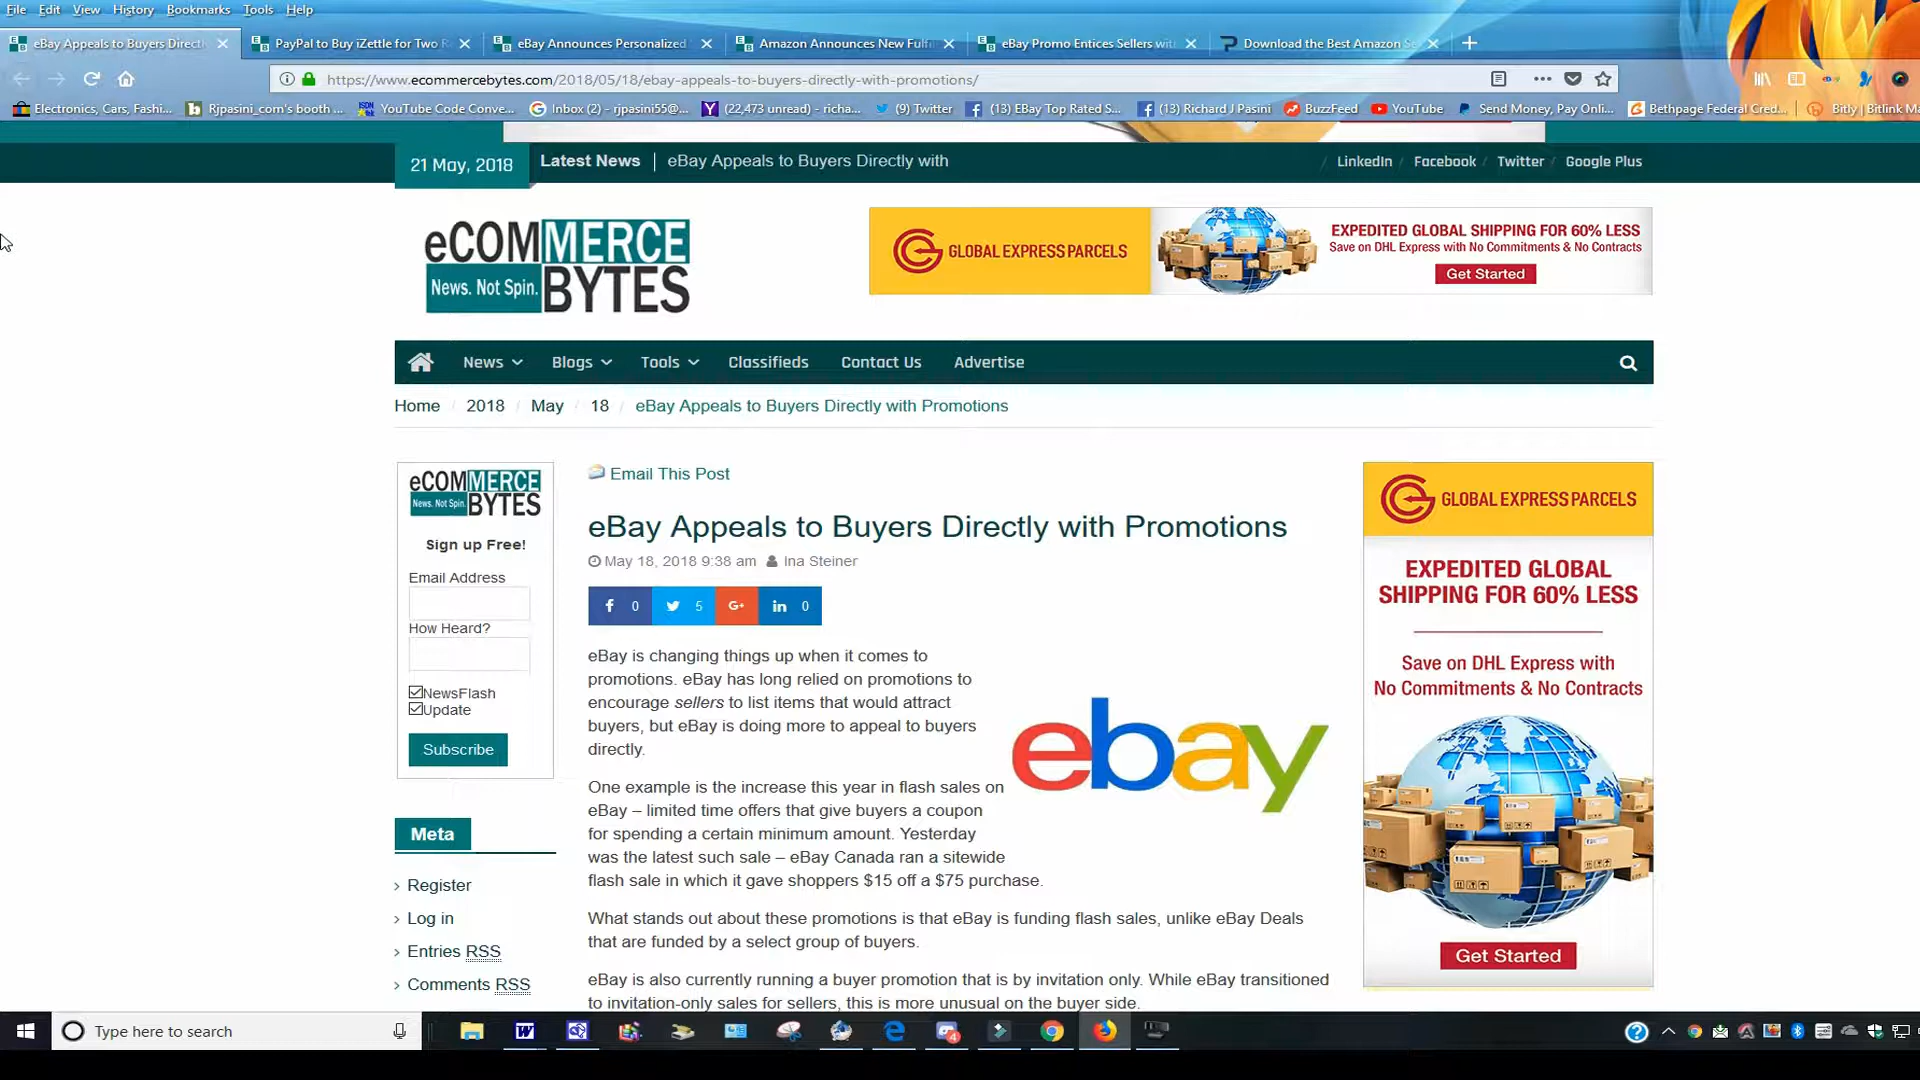 File Edit View History Bookmarks Tools Help
eBay Appeals to Buyers Directl
PayPal to Buy iZettle for Two
eBay Announces Personalized
Amazon Announces New Fulfi
eBay Promo Entices Sellers wit
Download the Best Amazon Se
https://www.ecommercebytes.com/2018/05/18/ebay-appeals-to-buyers-directly-with-promotions/
Electronics, Cars, Fashi...
Rjpasini_com's booth ...
YouTube Code Conve...
Inbox (2) - rjpasini55@...
(22,473 unread) - richa...
(9) Twitter
(13) EBay Top Rated S...
(13) Richard J Pasini
BuzzFeed
YouTube
Send Money, Pay Onli...
Bethpage Federal Cred...
Bitly | Bitlink Ma
21 May, 2018
Latest News
eBay Appeals to Buyers Directly with
/ LinkedIn / Facebook / Twitter / Google Plus
eCOMMERCE
News. Not Spin. BYTES
GLOBAL EXPRESS PARCELS
EXPEDITED GLOBAL SHIPPING FOR 60% LESS
Save on DHL Express with No Commitments & No Contracts
Get Started
News Blogs Tools Classifieds Contact Us Advertise
Home / 2018 / May / 18 / eBay Appeals to Buyers Directly with Promotions
eCOMMERCE
News. Not Spin. BYTES
Sign up Free!
Email Address
How Heard?
NewsFlash
Update
Subscribe
Meta
Register
Log in
Entries RSS
Comments RSS
Email This Post
eBay Appeals to Buyers Directly with Promotions
May 18, 2018 9:38 am Ina Steiner
f 0
5
G+
in 0
eBay is changing things up when it comes to
promotions. eBay has long relied on promotions to
encourage sellers to list items that would attract
buyers, but eBay is doing more to appeal to buyers
directly.
ebay
One example is the increase this year in flash sales on
eBay – limited time offers that give buyers a coupon
for spending a certain minimum amount. Yesterday
was the latest such sale – eBay Canada ran a sitewide
flash sale in which it gave shoppers $15 off a $75 purchase.
What stands out about these promotions is that eBay is funding flash sales, unlike eBay Deals
that are funded by a select group of buyers.
eBay is also currently running a buyer promotion that is by invitation only. While eBay transitioned
to invitation-only sales for sellers, this is more unusual on the buyer side.
GLOBAL EXPRESS PARCELS
EXPEDITED GLOBAL
SHIPPING FOR 60% LESS
Save on DHL Express with
No Commitments & No Contracts
Get Started
Type here to search